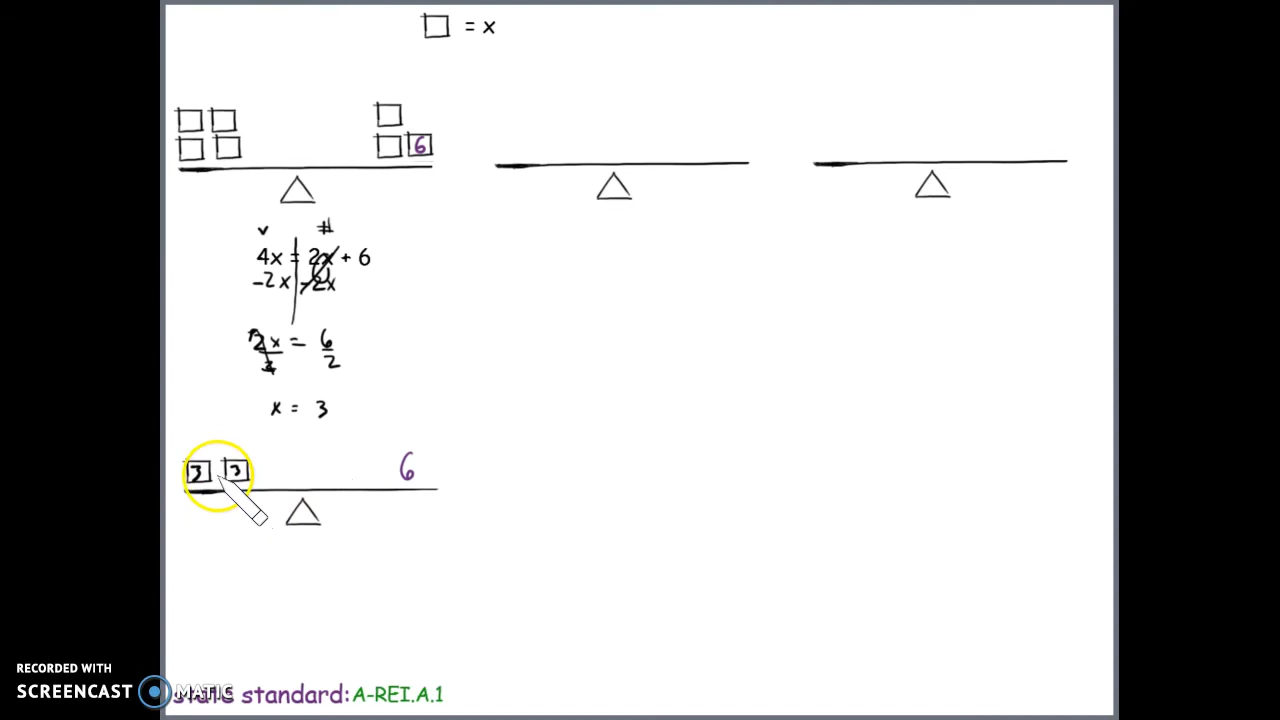 = x
6
v #
4x = 2x + 6
-2x -2x
2x = 6
2 2
x = 3
3 3 6
RECORDED WITH
SCREENCAST MATIC
state standard: A-REI.A.1